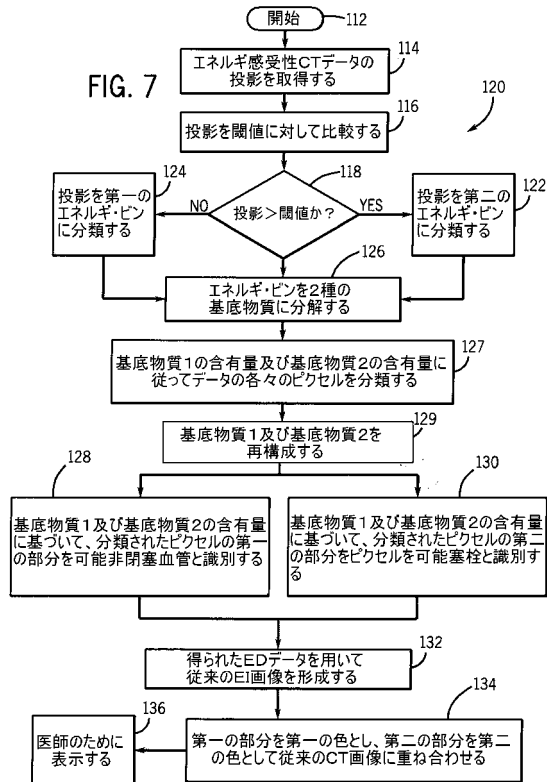 開始
112
エネルギ感受性CTデータの
投影を取得する
114
FIG. 7
投影を閾値に対して比較する
116
120
118
投影>閾値か?
NO
YES
124
投影を第一の
エネルギ・ビン
に分類する
122
投影を第二の
エネルギ・ビン
に分類する
126
エネルギ・ビンを2種の
基底物質に分解する
127
基底物質1の含有量及び基底物質2の含有量に
従ってデータの各々のピクセルを分類する
129
基底物質1及び基底物質2を
再構成する
128
基底物質1及び基底物質2の含有量
に基づいて、分類されたピクセルの第一
の部分を可能非閉塞血管と識別する
130
基底物質1及び基底物質2の含有量
に基づいて、分類されたピクセルの第二
の部分をピクセルを可能塞栓と識別す
る
132
得られたEDデータを用いて
従来のEI画像を形成する
134
第一の部分を第一の色とし、第二の部分を第二
の色として従来のCT画像に重ね合わせる
136
医師のために
表示する